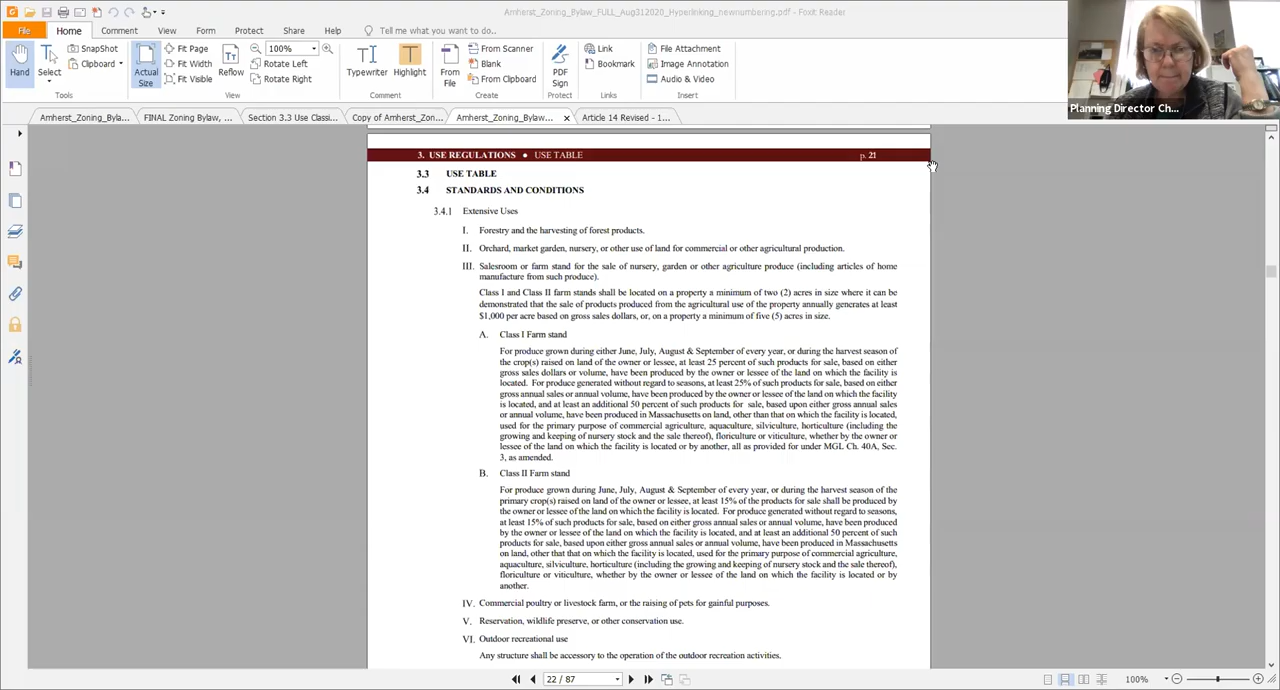 Amherst_Zoning_Bylaw_FULL_Aug312020_Hyperlinking_newnumbering.pdf - Foxit Reader
File Home Comment View Form Protect Share Help Tell me what you want to do...
Hand
Select
SnapShot
Clipboard
Actual Size
Fit Page
Fit Width
Fit Visible
Reflow
100%
Rotate Left
Rotate Right
Typewriter
Highlight
From File
From Scanner
Blank
From Clipboard
PDF Sign
Link
Bookmark
File Attachment
Image Annotation
Audio & Video
Tools View Comment Create Protect Links Insert
Planning Director Ch...
Amherst_Zoning_Byla... FINAL Zoning Bylaw, ... Section 3.3 Use Classi... Copy of Amherst_Zon... Amherst_Zoning_Bylaw... Article 14 Revised - 1...
3. USE REGULATIONS • USE TABLE p. 21
3.3 USE TABLE
3.4 STANDARDS AND CONDITIONS
3.4.1 Extensive Uses
I. Forestry and the harvesting of forest products.
II. Orchard, market garden, nursery, or other use of land for commercial or other agricultural production.
III. Salesroom or farm stand for the sale of nursery, garden or other agriculture produce (including articles of home
manufacture from such produce).
Class I and Class II farm stands shall be located on a property a minimum of two (2) acres in size where it can be
demonstrated that the sale of products produced from the agricultural use of the property annually generates at least
$1,000 per acre based on gross sales dollars, or, on a property a minimum of five (5) acres in size.
A. Class I Farm stand
For produce grown during either June, July, August & September of every year, or during the harvest season of
the crop(s) raised on land of the owner or lessee, at least 25 percent of such products for sale, based on either
gross sales dollars or volume, have been produced by the owner or lessee of the land on which the facility is
located. For produce generated without regard to seasons, at least 25% of such products for sale, based on either
gross annual sales or annual volume, have been produced by the owner or lessee of the land on which the facility
is located, and at least an additional 50 percent of such products for sale, based upon either gross annual sales
or annual volume, have been produced in Massachusetts on land, other than that on which the facility is located,
used for the primary purpose of commercial agriculture, aquaculture, silviculture, horticulture (including the
growing and keeping of nursery stock and the sale thereof), floriculture or viticulture, whether by the owner or
lessee of the land on which the facility is located or by another, all as provided for under MGL Ch. 40A, Sec.
3, as amended.
B. Class II Farm stand
For produce grown during June, July, August & September of every year, or during the harvest season of the
primary crop(s) raised on land of the owner or lessee, at least 15% of the products for sale shall be produced by
the owner or lessee of the land on which the facility is located. For produce generated without regard to seasons,
at least 15% of such products for sale, based on either gross annual sales or annual volume, have been produced
by the owner or lessee of the land on which the facility is located, and at least an additional 50 percent of such
products for sale, based upon either gross annual sales or annual volume, have been produced in Massachusetts
on land, other that that on which the facility is located, used for the primary purpose of commercial agriculture,
aquaculture, silviculture, horticulture (including the growing and keeping of nursery stock and the sale thereof),
floriculture or viticulture, whether by the owner or lessee of the land on which the facility is located or by
another.
IV. Commercial poultry or livestock farm, or the raising of pets for gainful purposes.
V. Reservation, wildlife preserve, or other conservation use.
VI. Outdoor recreational use
Any structure shall be accessory to the operation of the outdoor recreation activities.
22 / 87
100%